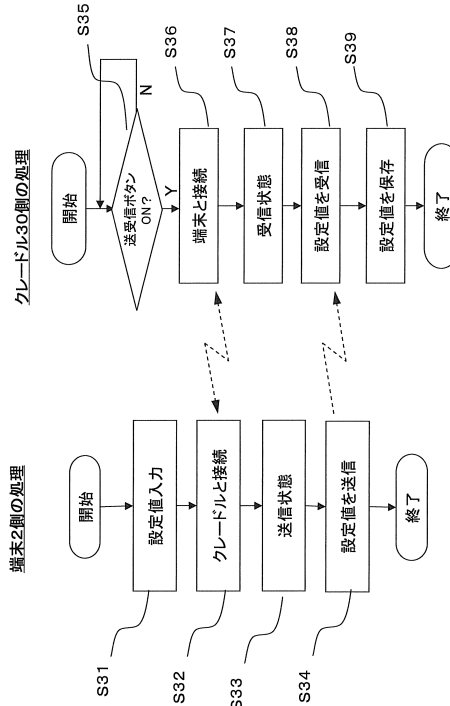 端末2側の処理
開始
設定値入力
クレードルと接続
送信状態
設定値を送信
終了
S31
S32
S33
S34
クレードル30側の処理
開始
送受信ボタン
ON?
N
Y
端末と接続
受信状態
設定値を受信
設定値を保存
終了
S35
S36
S37
S38
S39